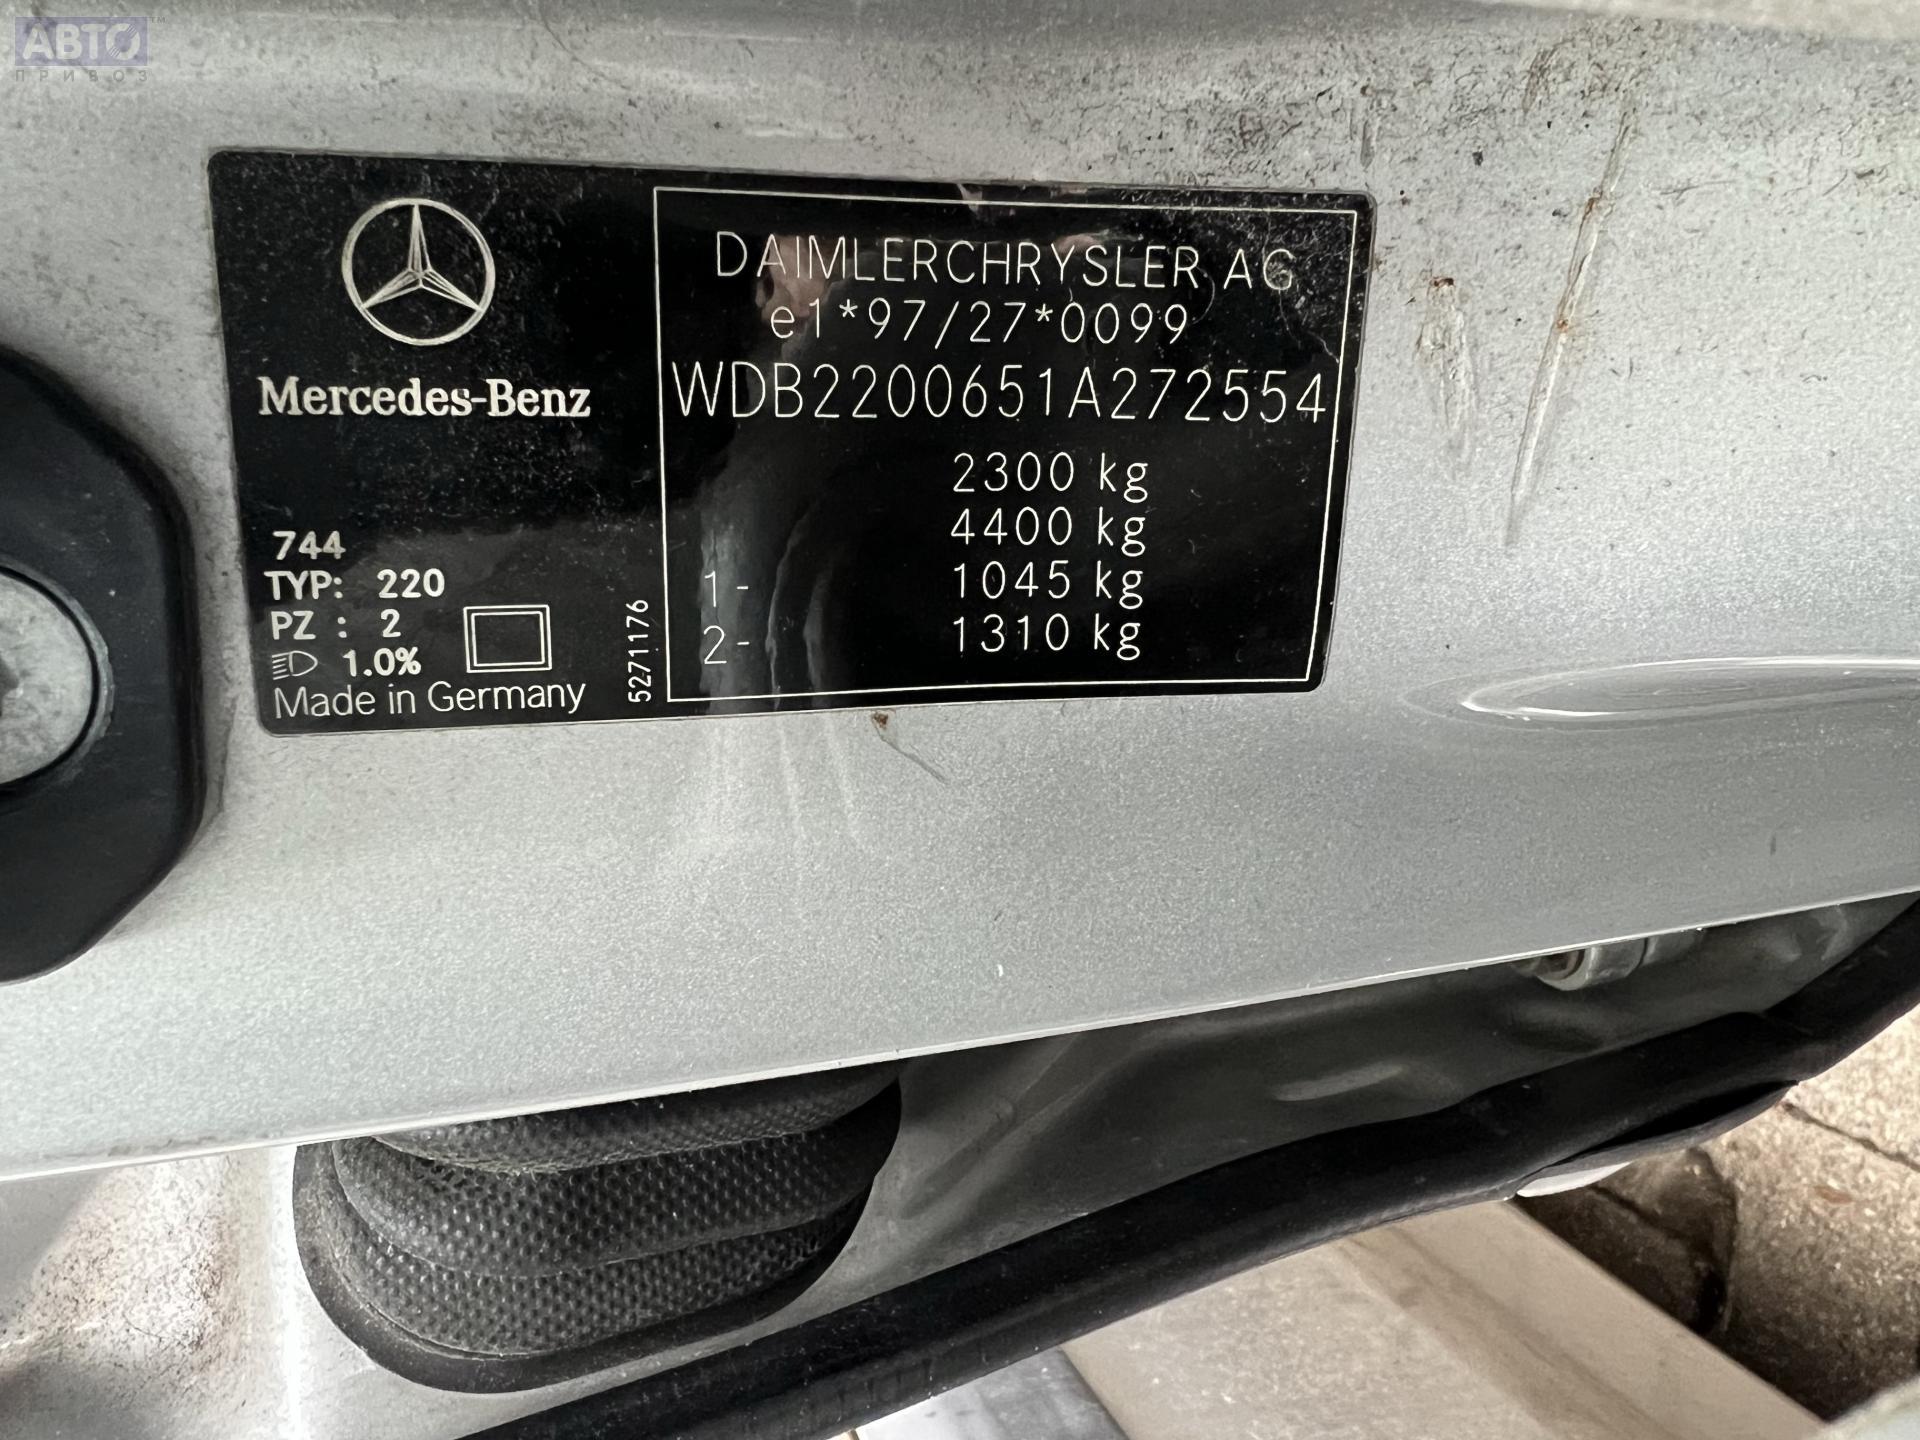 АВТО™
ПРИВОЗ
Mercedes-Benz
744
TYP: 220
PZ : 2
1.0%
Made in Germany
5271176
DAIMLERCHRYSLER AG
e1*97/27*0099
WDB2200651A272554
2300 kg
4400 kg
1- 1045 kg
2- 1310 kg